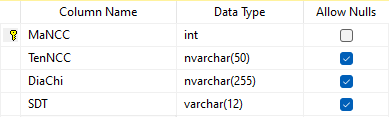 Column Name Data Type Allow Nulls
MaNCC int
TenNCC nvarchar(50)
DiaChi nvarchar(255)
SDT varchar(12)